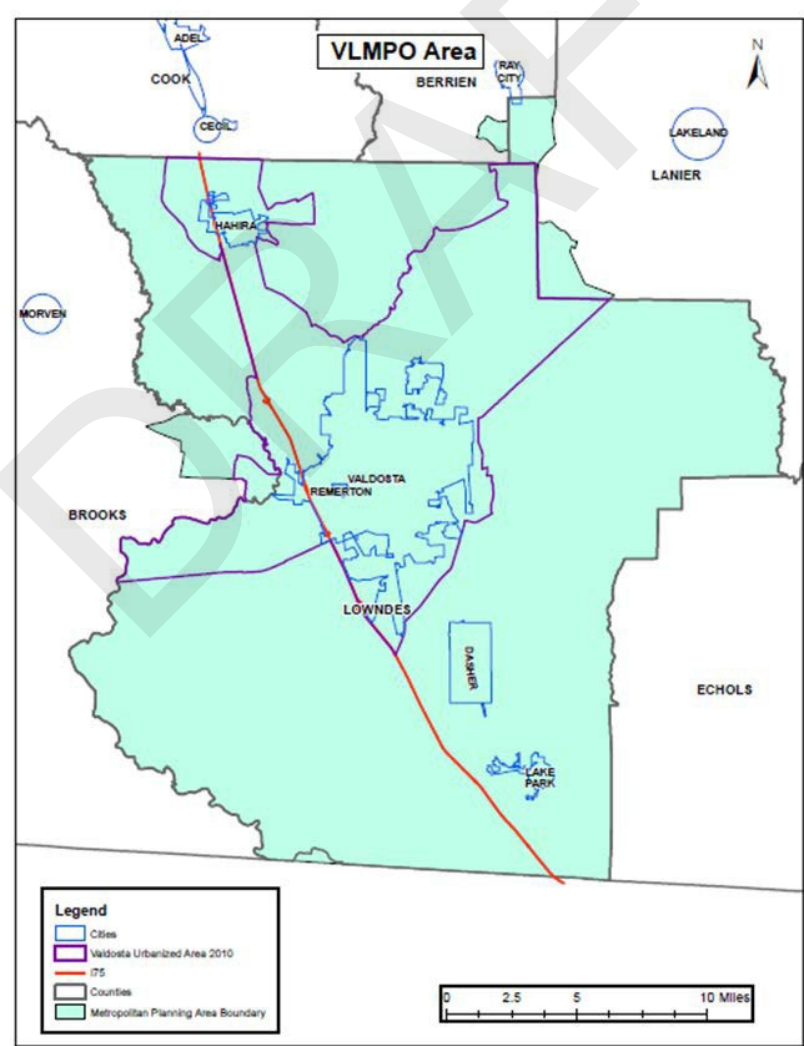 VLMPO Area
N
ADEL
COOK
BERRIEN
RAY
CITY
CECIL
LAKELAND
LANIER
HAHIRA
MORVEN
VALDOSTA
REMERTON
BROOKS
LOWNDES
DASHER
ECHOLS
LAKE
PARK
DRAF
Legend
Cities
Valdosta Urbanized Area 2010
I75
Counties
Metropolitan Planning Area Boundary
0 2.5 5 10 Miles